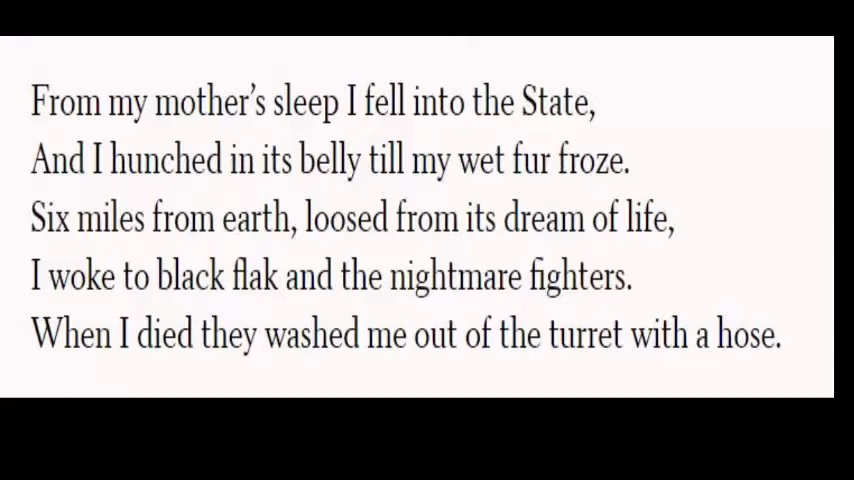 From my mother’s sleep I fell into the State,
And I hunched in its belly till my wet fur froze.
Six miles from earth, loosed from its dream of life,
I woke to black flak and the nightmare fighters.
When I died they washed me out of the turret with a hose.